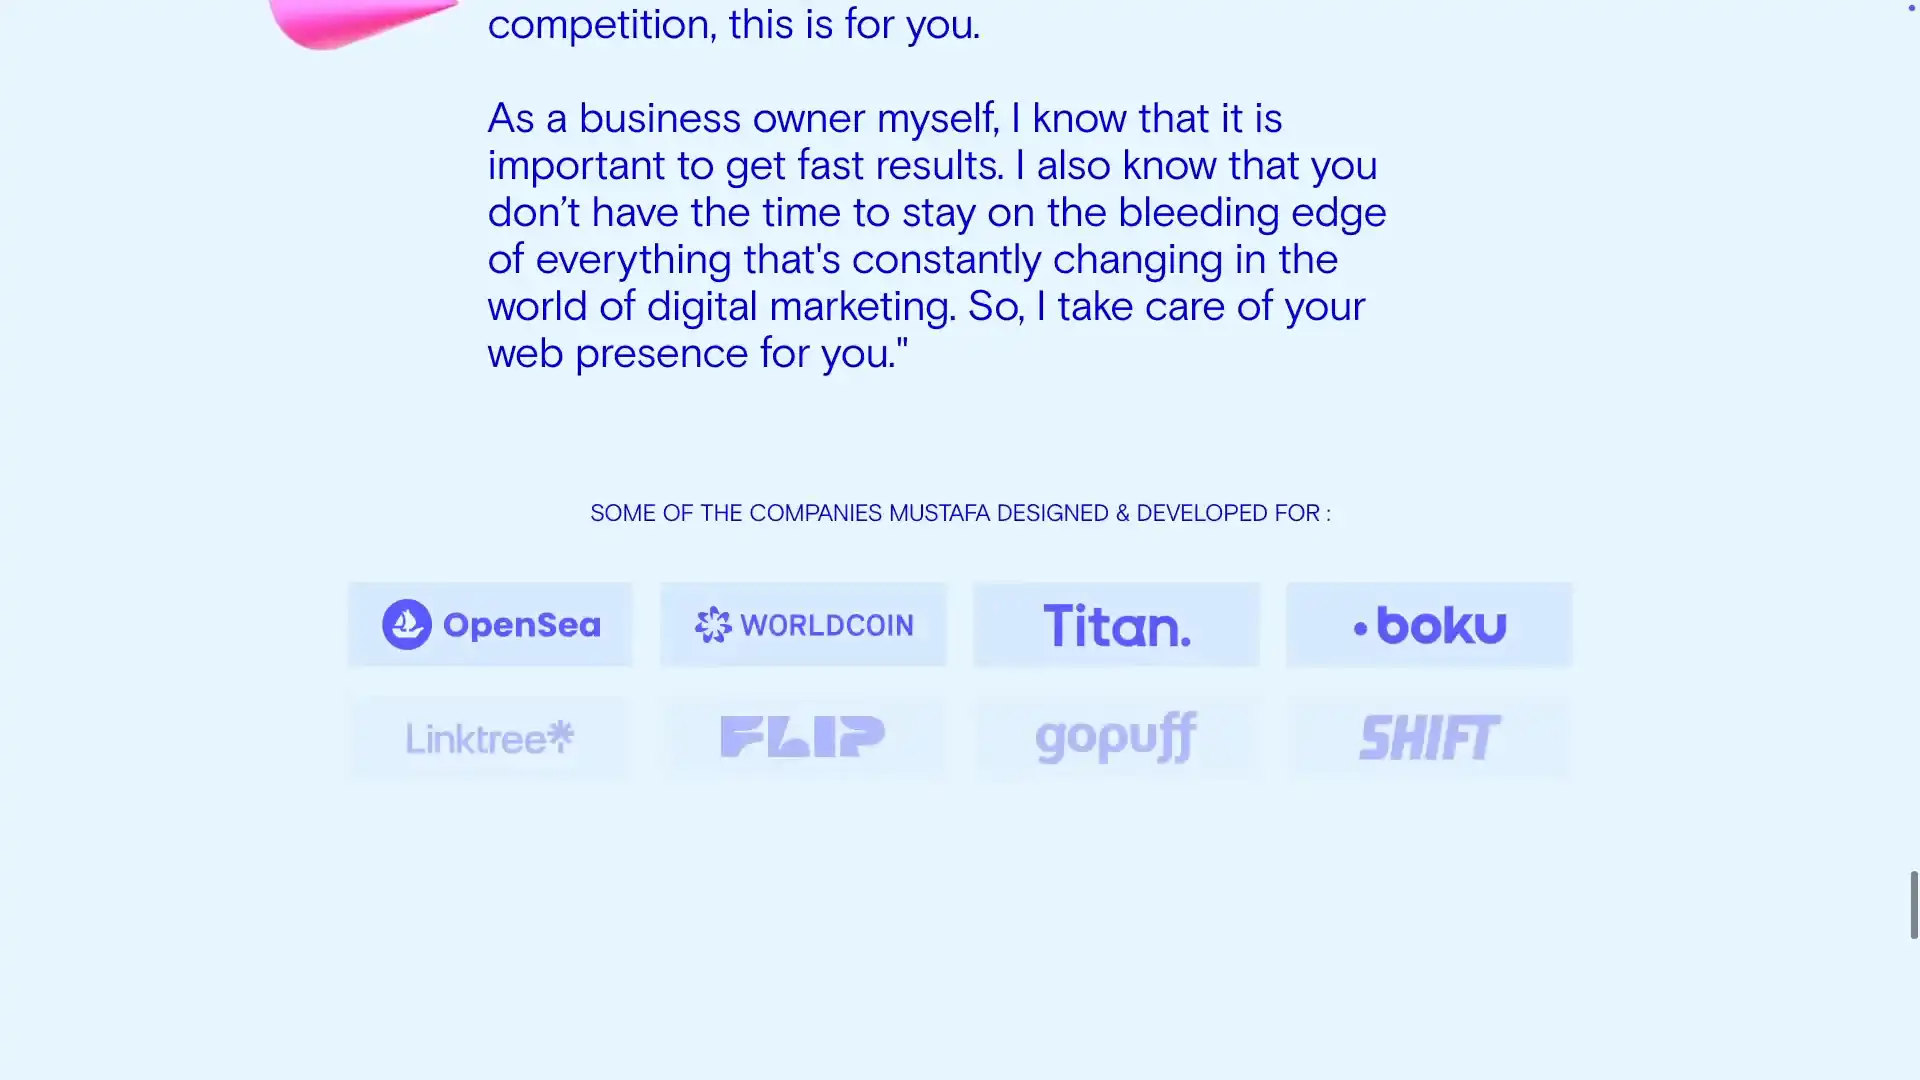 competition, this is for you.
As a business owner myself, I know that it is
important to get fast results. I also know that you
don’t have the time to stay on the bleeding edge
of everything that's constantly changing in the
world of digital marketing. So, I take care of your
web presence for you."
SOME OF THE COMPANIES MUSTAFA DESIGNED & DEVELOPED FOR :
OpenSea WORLDCOIN Titan. boku
Linktree FLIP gopuff SHIFT